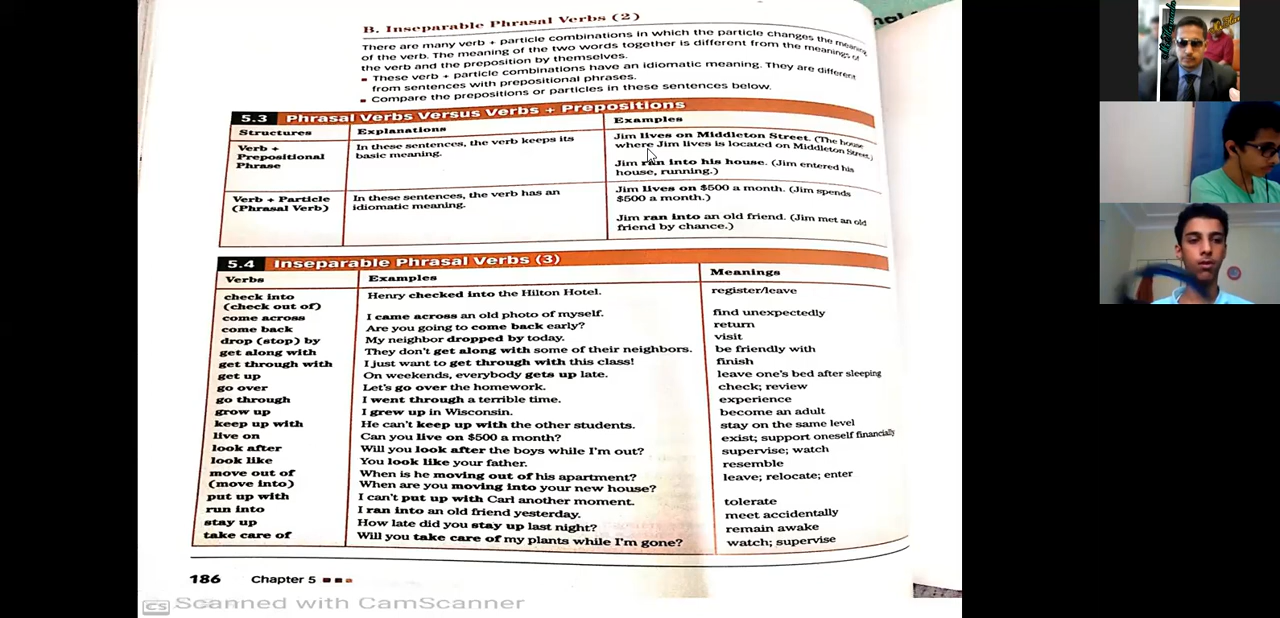 B. Inseparable Phrasal Verbs (2)
There are many verb + particle combinations in which the particle changes the meaning
of the verb. The meaning of the two words together is different from the meanings of
the verb and the preposition by themselves.
▪ These verb + particle combinations have an idiomatic meaning. They are different
from sentences with prepositional phrases.
▪ Compare the prepositions or particles in these sentences below.
5.3 Phrasal Verbs Versus Verbs + Prepositions
Structures Explanations Examples
Verb + In these sentences, the verb keeps its Jim lives on Middleton Street. (The house
Prepositional basic meaning. where Jim lives is located on Middleton Street.)
Phrase Jim ran into his house. (Jim entered his
house, running.)
Verb + Particle In these sentences, the verb has an Jim lives on $500 a month. (Jim spends
(Phrasal Verb) idiomatic meaning. $500 a month.)
Jim ran into an old friend. (Jim met an old
friend by chance.)
5.4 Inseparable Phrasal Verbs (3)
Verbs Examples Meanings
check into Henry checked into the Hilton Hotel. register/leave
(check out of)
come across I came across an old photo of myself. find unexpectedly
come back Are you going to come back early? return
drop (stop) by My neighbor dropped by today. visit
get along with They don't get along with some of their neighbors. be friendly with
get through with I just want to get through with this class! finish
get up On weekends, everybody gets up late. leave one's bed after sleeping
go over Let's go over the homework. check; review
go through I went through a terrible time. experience
grow up I grew up in Wisconsin. become an adult
keep up with He can't keep up with the other students. stay on the same level
live on Can you live on $500 a month? exist; support oneself financially
look after Will you look after the boys while I'm out? supervise; watch
look like You look like your father. resemble
move out of When is he moving out of his apartment? leave; relocate; enter
(move into) When are you moving into your new house?
put up with I can't put up with Carl another moment. tolerate
run into I ran into an old friend yesterday. meet accidentally
stay up How late did you stay up last night? remain awake
take care of Will you take care of my plants while I'm gone? watch; supervise
186 Chapter 5 ▪▪▪
CS Scanned with CamScanner